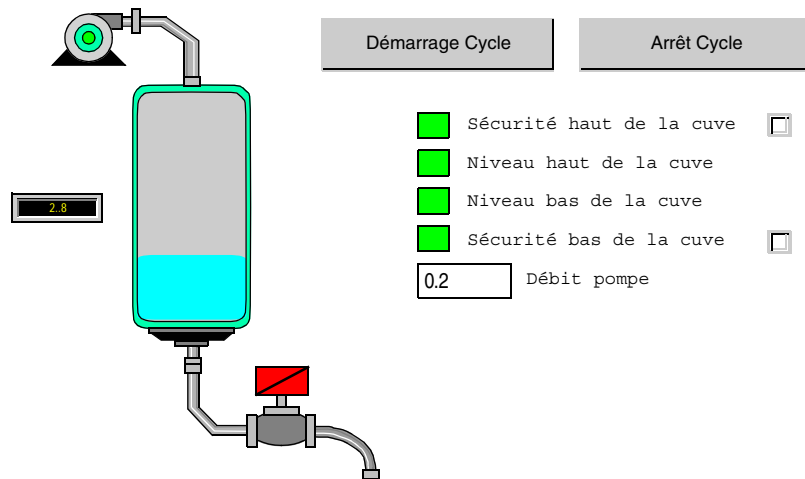 Démarrage Cycle
Arrêt Cycle
Sécurité haut de la cuve
Niveau haut de la cuve
2..8
Niveau bas de la cuve
Sécurité bas de la cuve
0.2 Débit pompe